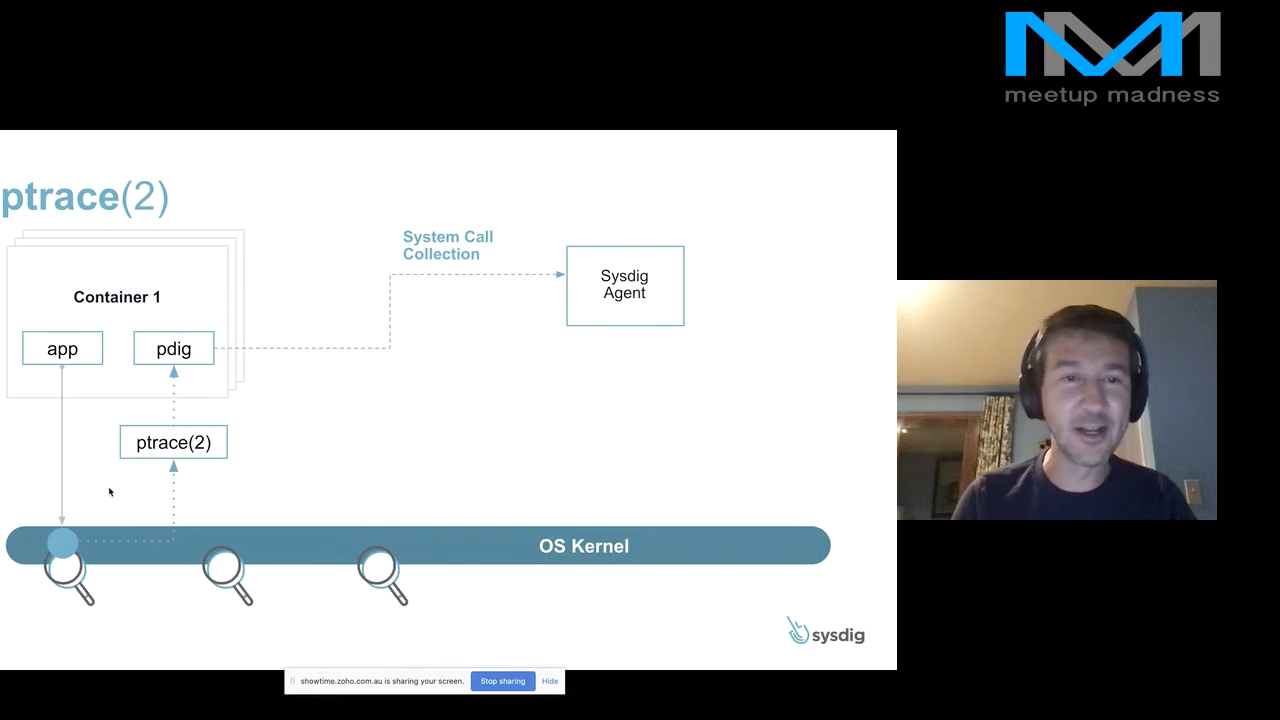 meetup madness
ptrace(2)
System Call
Collection
Sysdig
Agent
Container 1
app
pdig
ptrace(2)
OS Kernel
sysdig
showtime.zoho.com.au is sharing your screen.
Stop sharing
Hide